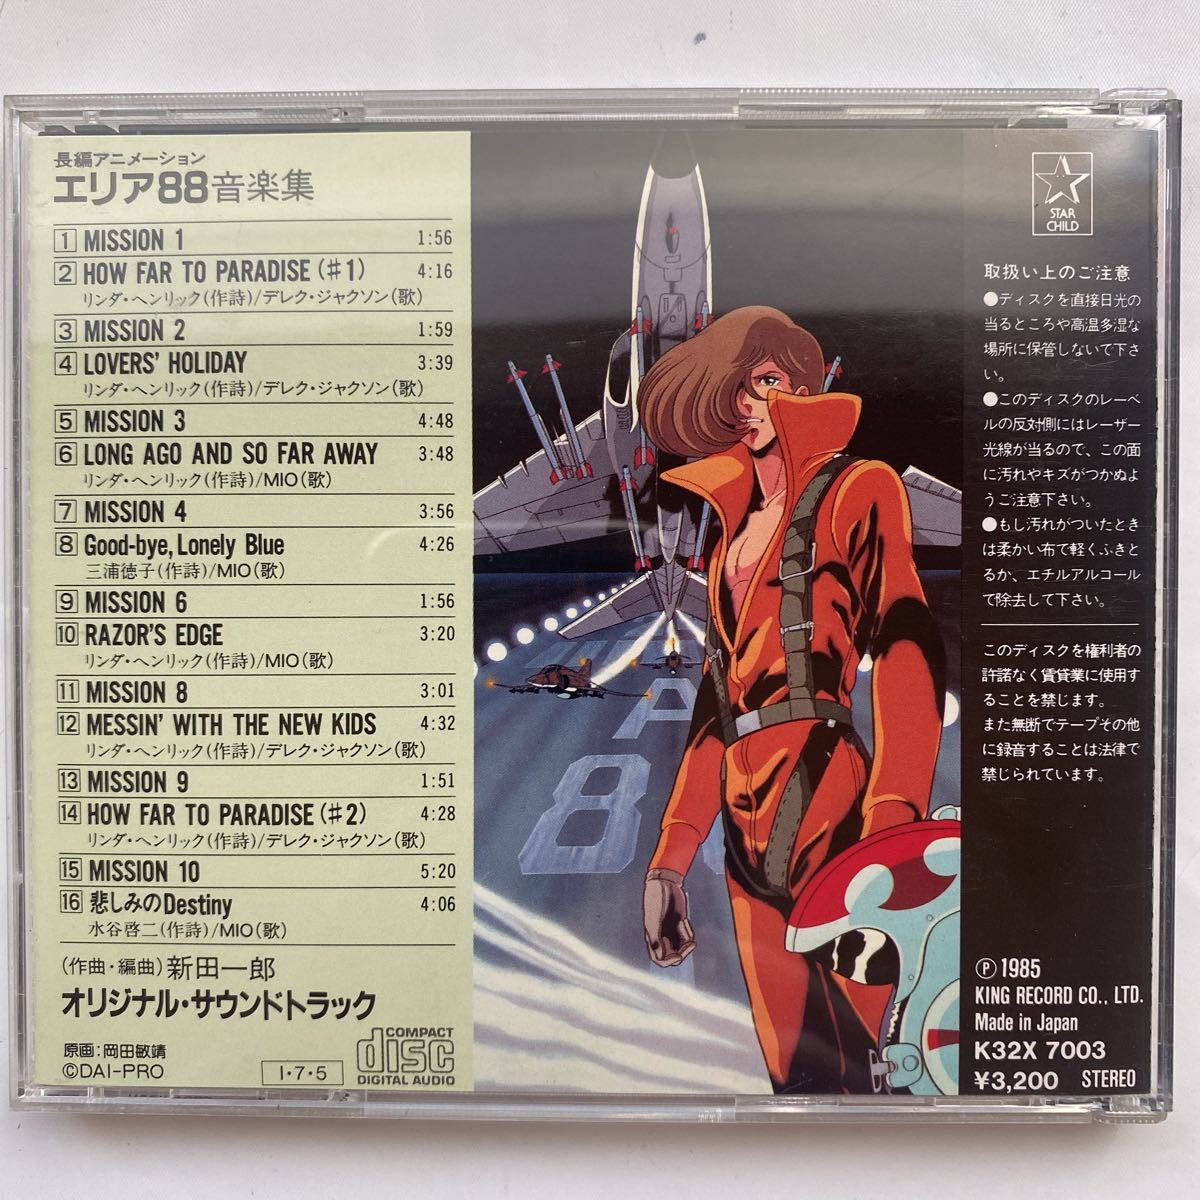 長編アニメーション
エリア88音楽集
1 MISSION 1 1:56
2 HOW FAR TO PARADISE(♯1) 4:16
リンダ・ヘンリック(作詩)/デレク・ジャクソン(歌)
3 MISSION 2 1:59
4 LOVERS' HOLIDAY 3:39
リンダ・ヘンリック(作詩)/デレク・ジャクソン(歌)
5 MISSION 3 4:48
6 LONG AGO AND SO FAR AWAY 3:48
リンダ・ヘンリック(作詩)/MIO(歌)
7 MISSION 4 3:56
8 Good-bye, Lonely Blue 4:26
三浦徳子(作詩)/MIO(歌)
9 MISSION 6 1:56
10 RAZOR'S EDGE 3:20
リンダ・ヘンリック(作詩)/MIO(歌)
11 MISSION 8 3:01
12 MESSIN' WITH THE NEW KIDS 4:32
リンダ・ヘンリック(作詩)/デレク・ジャクソン(歌)
13 MISSION 9 1:51
14 HOW FAR TO PARADISE(♯2) 4:28
リンダ・ヘンリック(作詩)/デレク・ジャクソン(歌)
15 MISSION 10 5:20
16 悲しみのDestiny 4:06
水谷啓二(作詩)/MIO(歌)
(作曲・編曲)新田一郎
オリジナル・サウンドトラック
原画:岡田敏靖
©DAI-PRO
I・7・5
COMPACT
disc
DIGITAL AUDIO
A
8
STAR
CHILD
取扱い上のご注意
●ディスクを直接日光の
当るところや高温多湿な
場所に保管しないで下さ
い。
●このディスクのレーベ
ルの反対側にはレーザー
光線が当るので、この面
に汚れやキズがつかぬよ
うご注意下さい。
●もし汚れがついたとき
は柔かい布で軽くふきと
るか、エチルアルコール
で除去して下さい。
このディスクを権利者の
許諾なく賃貸業に使用す
ることを禁じます。
また無断でテープその他
に録音することは法律で
禁じられています。
Ⓟ 1985
KING RECORD CO., LTD.
Made in Japan
K32X 7003
¥3,200 STEREO